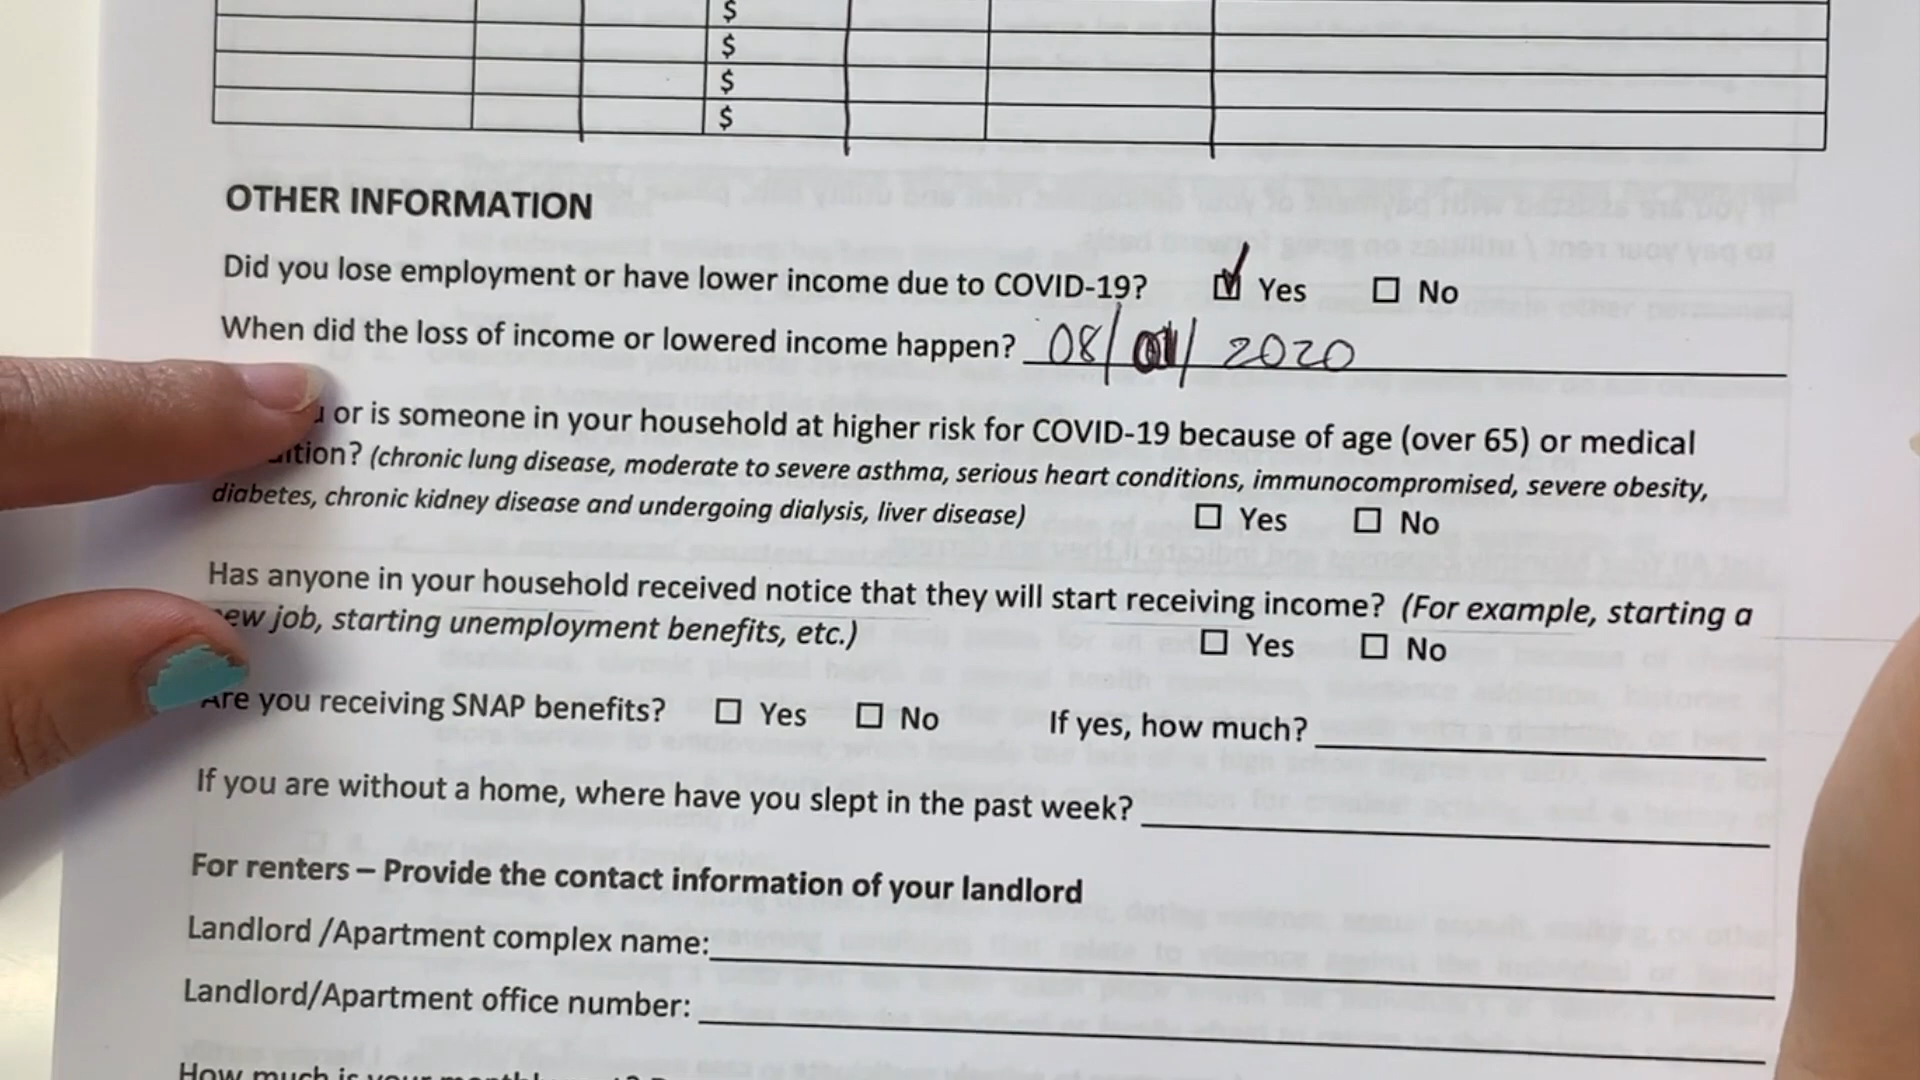 $
$
$
$
OTHER INFORMATION
Did you lose employment or have lower income due to COVID-19? ☑ Yes ☐ No
When did the loss of income or lowered income happen? 08/01/2020
or is someone in your household at higher risk for COVID-19 because of age (over 65) or medical
(chronic lung disease, moderate to severe asthma, serious heart conditions, immunocompromised, severe obesity,
diabetes, chronic kidney disease and undergoing dialysis, liver disease) ☐ Yes ☐ No
Has anyone in your household received notice that they will start receiving income? (For example, starting a
new job, starting unemployment benefits, etc.) ☐ Yes ☐ No
Are you receiving SNAP benefits? ☐ Yes ☐ No If yes, how much?
If you are without a home, where have you slept in the past week?
For renters – Provide the contact information of your landlord
Landlord /Apartment complex name:
Landlord/Apartment office number:
How much is your